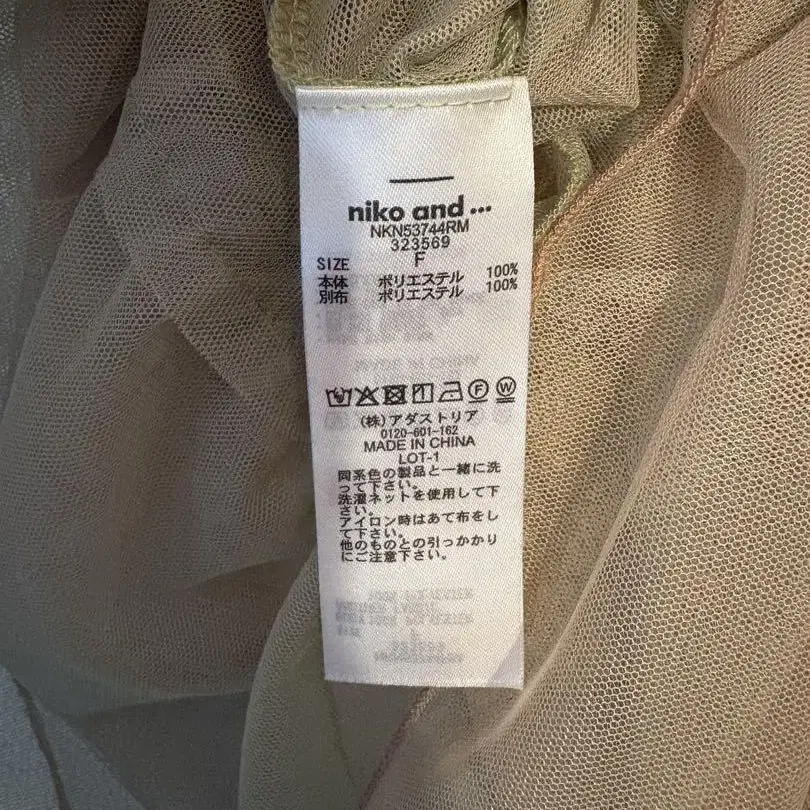 niko and ...
NKN53744RM
323569
SIZE F
本体 ポリエステル 100%
別布 ポリエステル 100%
(株)アダストリア
0120-601-162
MADE IN CHINA
LOT-1
同系色の製品と一緒に洗
って下さい。
洗濯ネットを使用して下
さい。
アイロン時はあて布をし
て下さい。
他のものとの引っかかり
にご注意下さい。